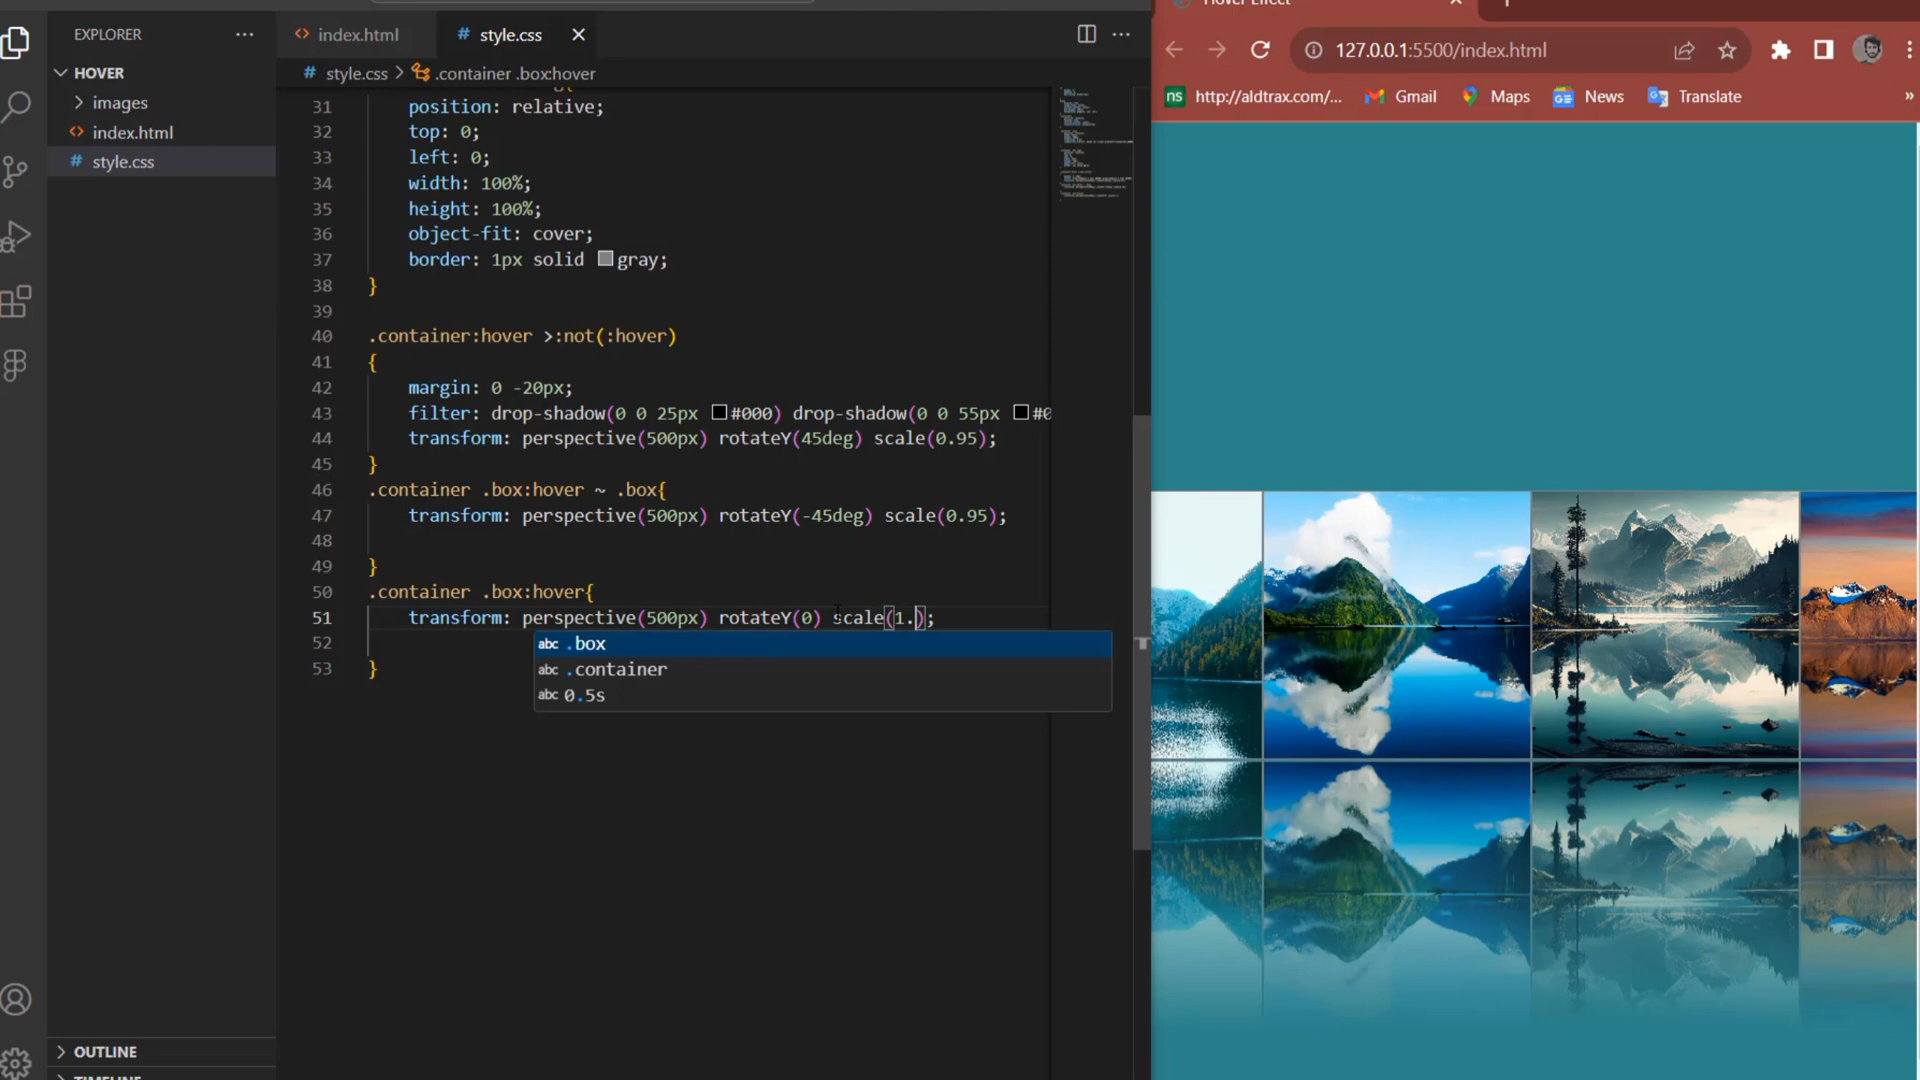 EXPLORER
HOVER
images
index.html
style.css
OUTLINE
index.html
style.css
style.css > .container .box:hover
31 position: relative;
32 top: 0;
33 left: 0;
34 width: 100%;
35 height: 100%;
36 object-fit: cover;
37 border: 1px solid gray;
38 }
39
40 .container:hover >:not(:hover)
41 {
42 margin: 0 -20px;
43 filter: drop-shadow(0 0 25px #000) drop-shadow(0 0 55px #0
44 transform: perspective(500px) rotateY(45deg) scale(0.95);
45 }
46 .container .box:hover ~ .box{
47 transform: perspective(500px) rotateY(-45deg) scale(0.95);
48
49 }
50 .container .box:hover{
51 transform: perspective(500px) rotateY(0) scale(1.);
52
53 }
abc .box
abc .container
abc 0.5s
127.0.0.1:5500/index.html
ns http://aldtrax.com/...
Gmail
Maps
News
Translate
»